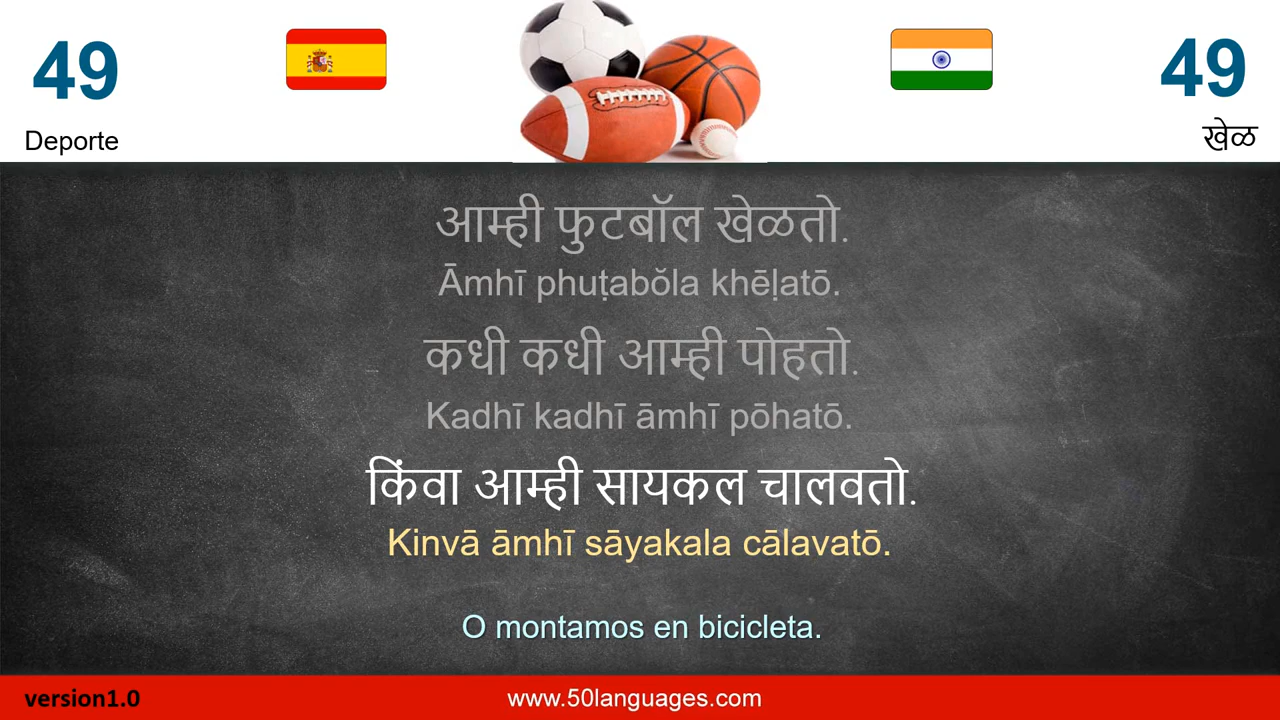 49
49
Deporte
खेळ
आम्ही फुटबॉल खेळतो.
Āmhī phuṭabŏla khēḷatō.
कधी कधी आम्ही पोहतो.
Kadhī kadhī āmhī pōhatō.
किंवा आम्ही सायकल चालवतो.
Kinvā āmhī sāyakala cālavatō.
O montamos en bicicleta.
version1.0
www.50languages.com